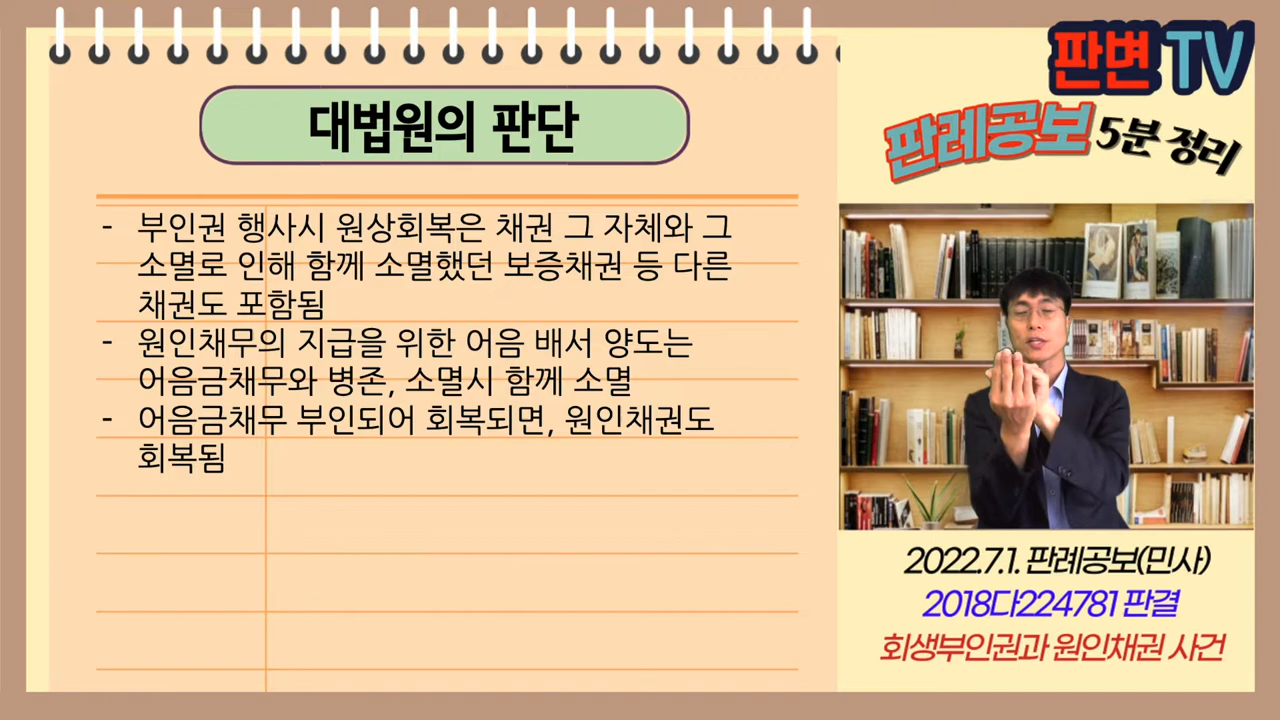 대법원의 판단
- 부인권 행사시 원상회복은 채권 그 자체와 그
소멸로 인해 함께 소멸했던 보증채권 등 다른
채권도 포함됨
- 원인채무의 지급을 위한 어음 배서 양도는
어음금채무와 병존, 소멸시 함께 소멸
- 어음금채무 부인되어 회복되면, 원인채권도
회복됨
판변 TV
판례공보 5분 정리
2022.7.1. 판례공보(민사)
2018다224781 판결
회생부인권과 원인채권 사건